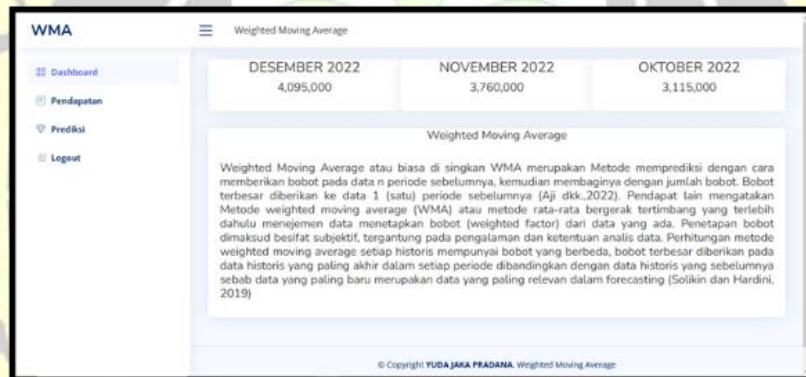 WMA
Weighted Moving Average
Dashboard
Pendapatan
Prediksi
Logout
DESEMBER 2022
4,095,000
NOVEMBER 2022
3,760,000
OKTOBER 2022
3,115,000
Weighted Moving Average
Weighted Moving Average atau biasa di singkan WMA merupakan Metode memprediksi dengan cara
memberikan bobot pada data n periode sebelumnya, kemudian membaginya dengan jumlah bobot. Bobot
terbesar diberikan ke data 1 (satu) periode sebelumnya (Aji dkk.,2022). Pendapat lain mengatakan
Metode weighted moving average (WMA) atau metode rata-rata bergerak tertimbang yang terlebih
dahulu menejemen data menetapkan bobot (weighted factor) dari data yang ada. Penetapan bobot
dimaksud besifat subjektif, tergantung pada pengalaman dan ketentuan analis data. Perhitungan metode
weighted moving average setiap historis mempunyai bobot yang berbeda, bobot terbesar diberikan pada
data historis yang paling akhir dalam setiap periode dibandingkan dengan data historis yang sebelumnya
sebab data yang paling baru merupakan data yang paling relevan dalam forecasting (Solikin dan Hardini,
2019)
© Copyright YUDA JAKA PRADANA. Weighted Moving Average